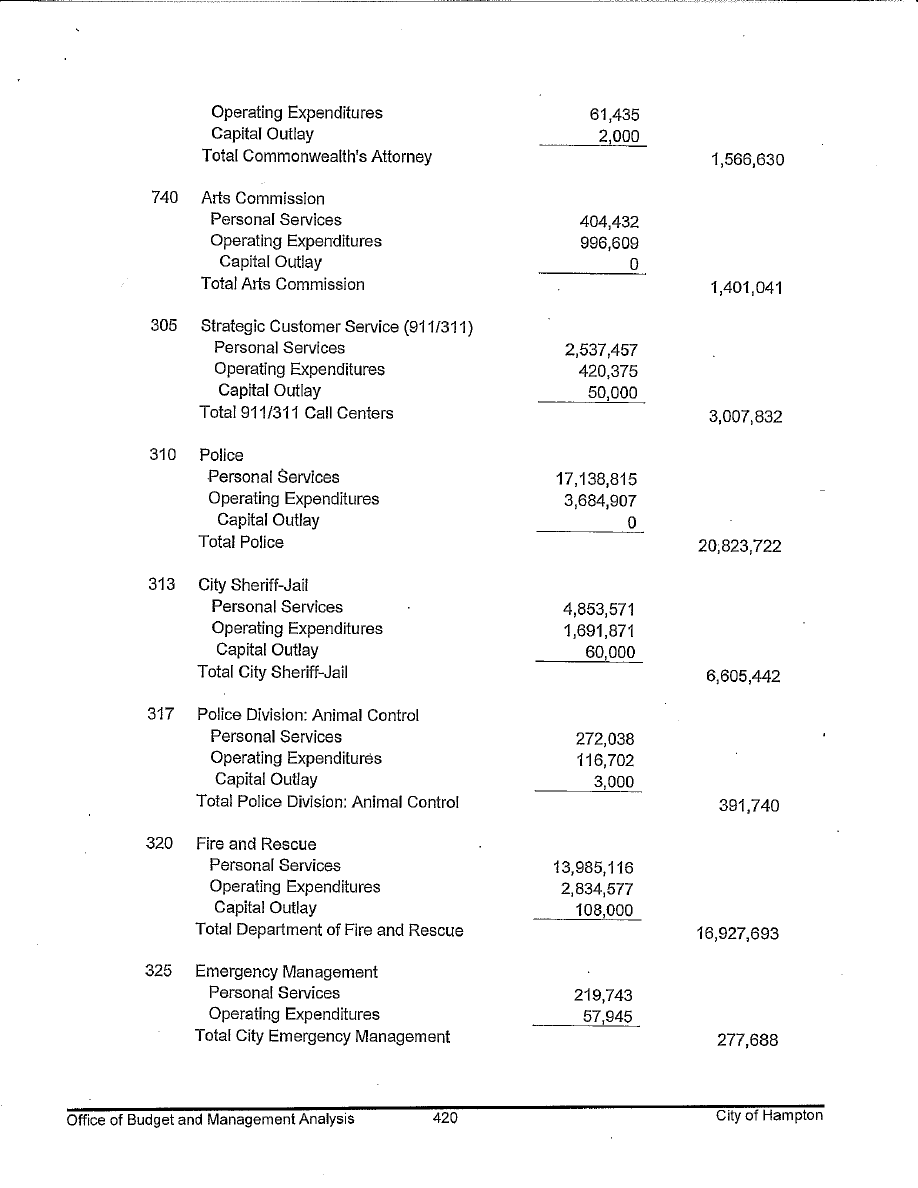 Operating Expenditures 61,435
Capital Outlay 2,000
Total Commonwealth's Attorney 1,566,630
740 Arts Commission
Personal Services 404,432
Operating Expenditures 996,609
Capital Outlay 0
Total Arts Commission 1,401,041
305 Strategic Customer Service (911/311)
Personal Services 2,537,457
Operating Expenditures 420,375
Capital Outlay 50,000
Total 911/311 Call Centers 3,007,832
310 Police
Personal Services 17,138,815
Operating Expenditures 3,684,907
Capital Outlay 0
Total Police 20,823,722
313 City Sheriff-Jail
Personal Services 4,853,571
Operating Expenditures 1,691,871
Capital Outlay 60,000
Total City Sheriff-Jail 6,605,442
317 Police Division: Animal Control
Personal Services 272,038
Operating Expenditures 116,702
Capital Outlay 3,000
Total Police Division: Animal Control 391,740
320 Fire and Rescue
Personal Services 13,985,116
Operating Expenditures 2,834,577
Capital Outlay 108,000
Total Department of Fire and Rescue 16,927,693
325 Emergency Management
Personal Services 219,743
Operating Expenditures 57,945
Total City Emergency Management 277,688
Office of Budget and Management Analysis 420 City of Hampton